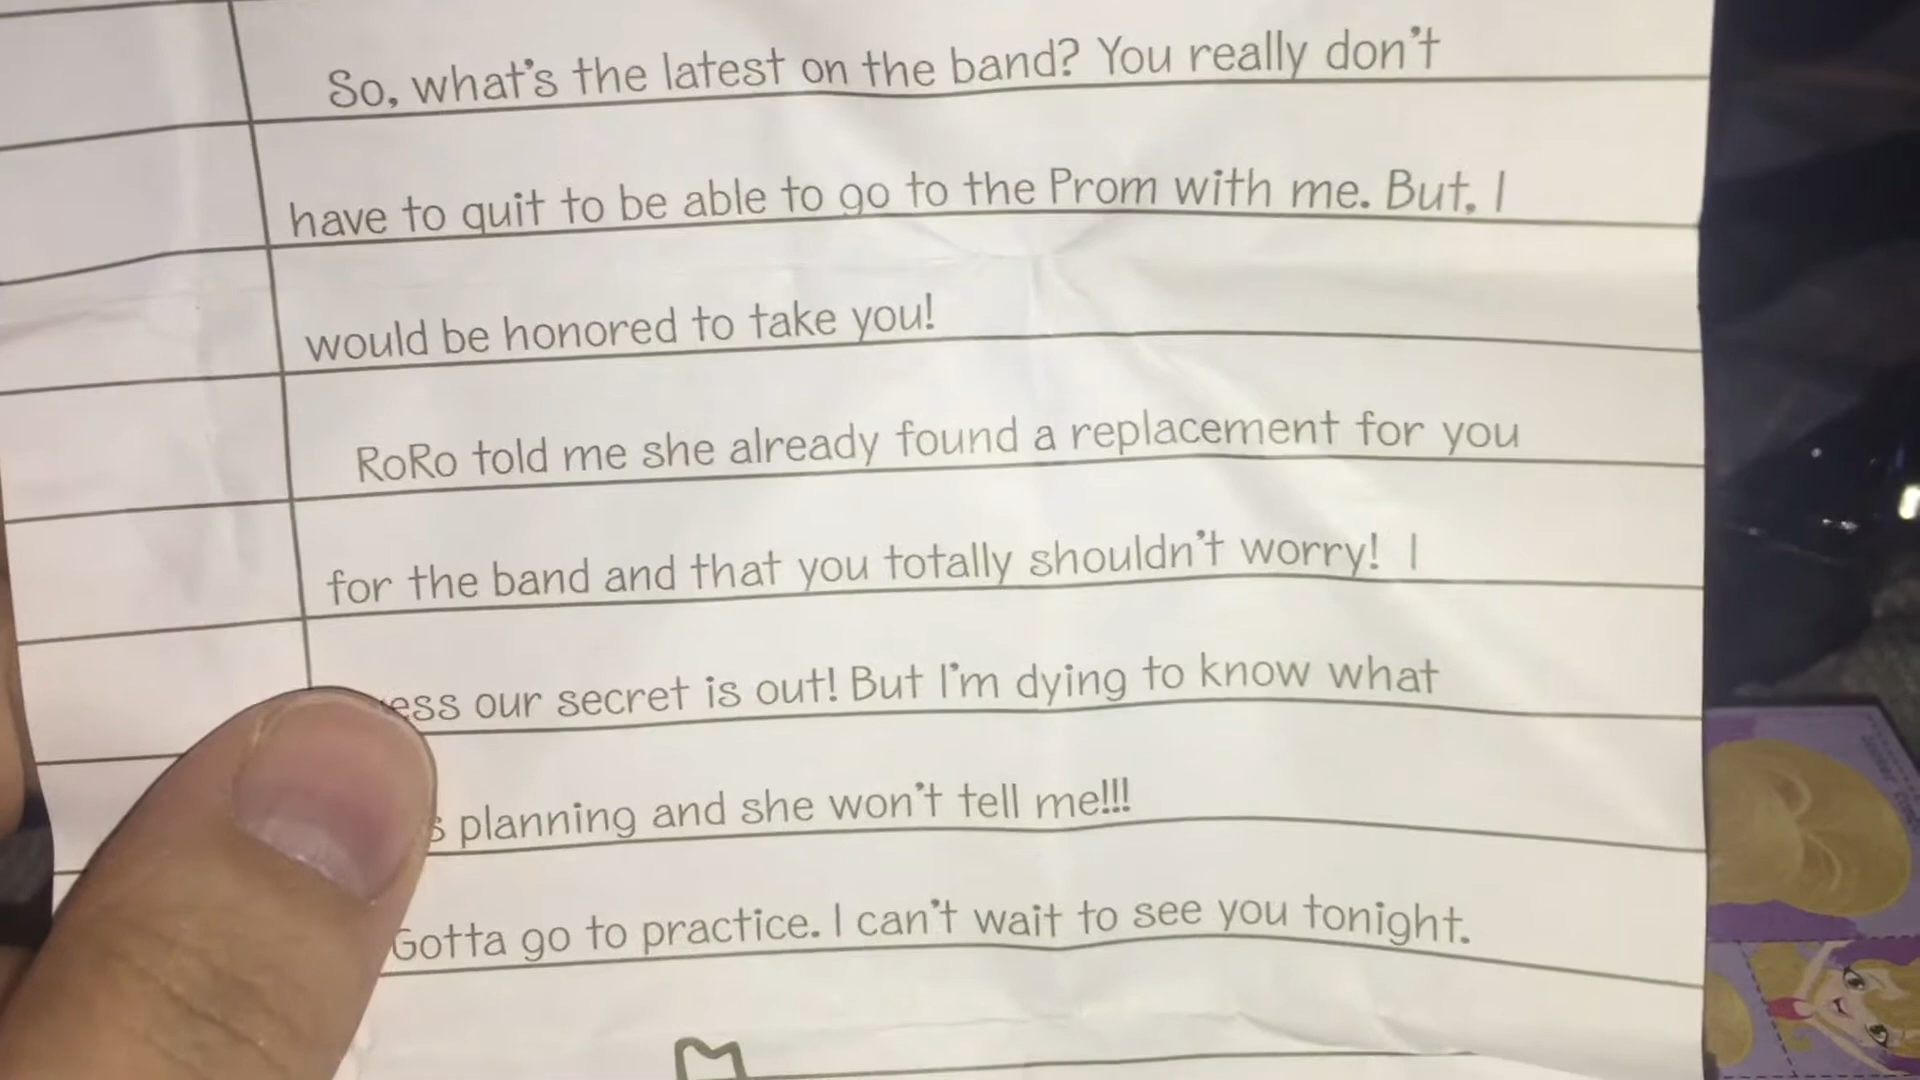 So, what's the latest on the band? You really don't
have to quit to be able to go to the Prom with me. But, I
would be honored to take you!
RoRo told me she already found a replacement for you
for the band and that you totally shouldn't worry! I
our secret is out! But I'm dying to know what
planning and she won't tell me!!!
Gotta go to practice. I can't wait to see you tonight.